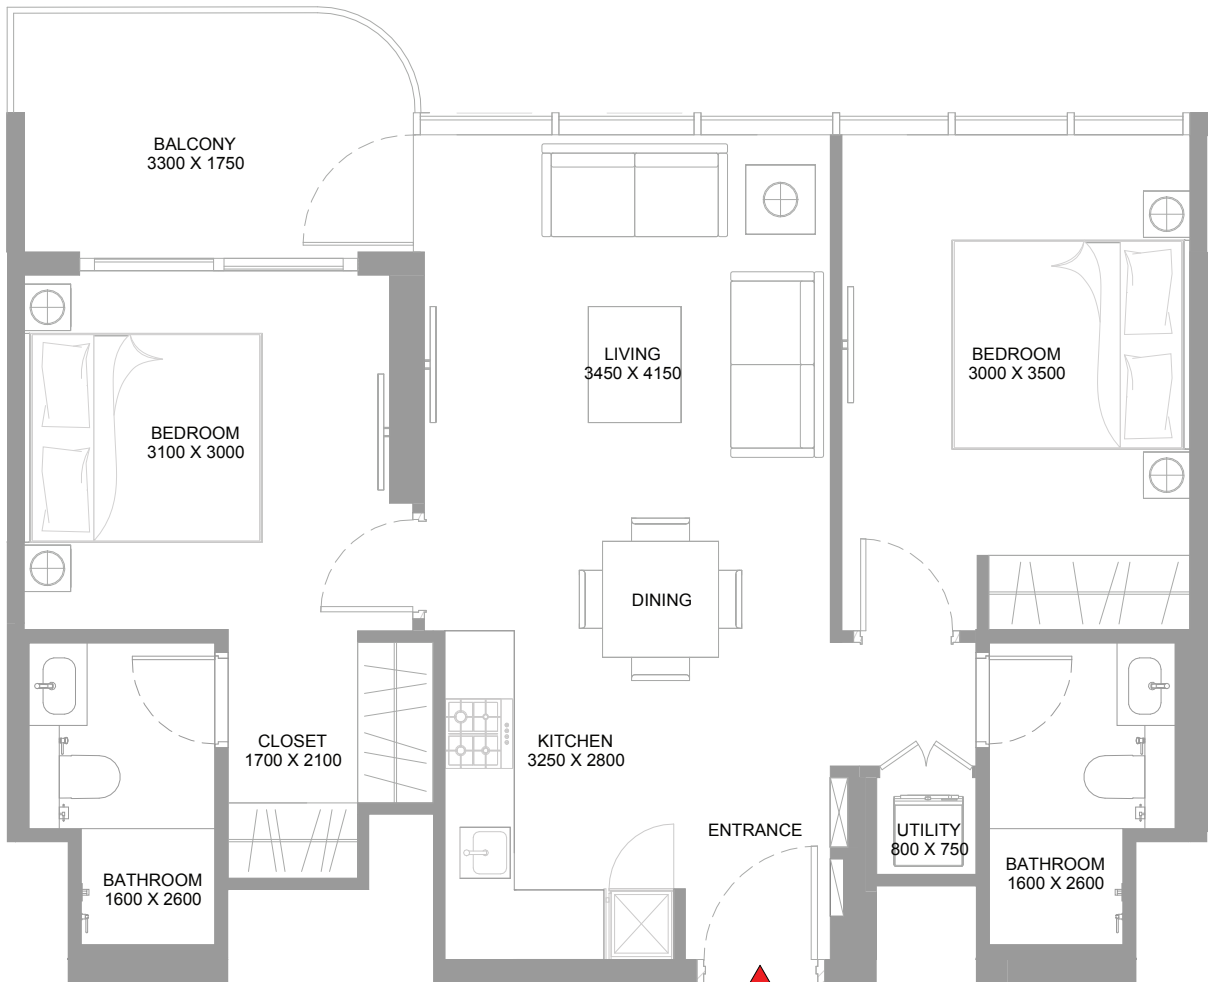 BALCONY
3300 X 1750
LIVING
3450 X 4150
BEDROOM
3000 X 3500
BEDROOM
3100 X 3000
DINING
CLOSET
1700 X 2100
KITCHEN
3250 X 2800
ENTRANCE
UTILITY
800 X 750
BATHROOM
1600 X 2600
BATHROOM
1600 X 2600